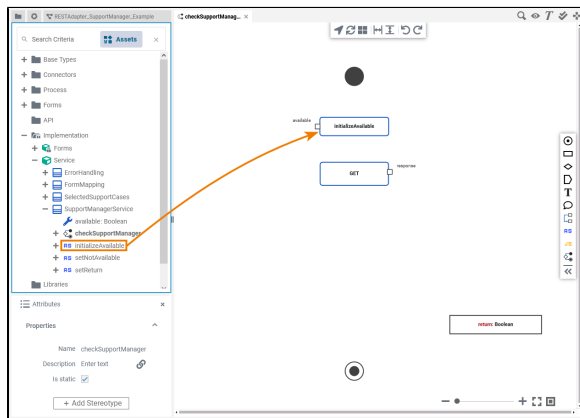 RESTAdapter_SupportManager_Example
checkSupportManag... ×
Search Criteria
Assets
×
+ Base Types
+ Connectors
+ Process
+ Forms
API
− Implementation
+ Forms
− Service
+ ErrorHandling
+ FormMapping
+ SelectedSupportCases
− SupportManagerService
available: Boolean
+ checkSupportManager
+ RS initializeAvailable
+ RS setNotAvailable
+ RS setReturn
Libraries
Attributes ×
Properties
Name checkSupportManager
Description Enter text
Is static
+ Add Stereotype
available
initializeAvailable
GET
response
return: Boolean
T
T
RS
JS